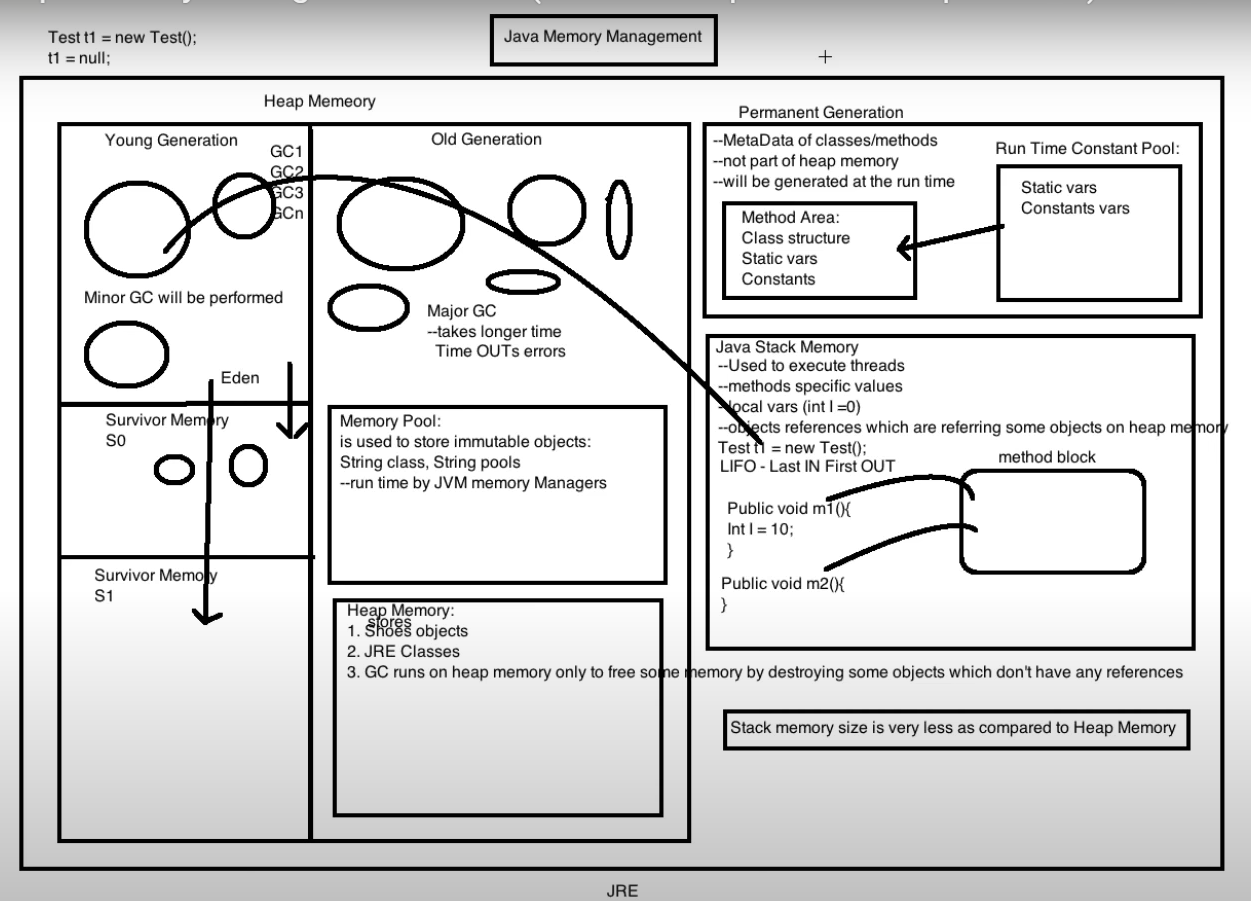 Test t1 = new Test();
t1 = null;
Java Memory Management
Heap Memeory
Young Generation
GC1
GC2
GC3
GCn
Minor GC will be performed
Eden
Survivor Memory
S0
Survivor Memory
S1
Old Generation
Major GC
--takes longer time
Time OUTs errors
Memory Pool:
is used to store immutable objects:
String class, String pools
--run time by JVM memory Managers
Heap Memory:
stores
1. Shoes objects
2. JRE Classes
3. GC runs on heap memory only to free some memory by destroying some objects which don't have any references
Permanent Generation
--MetaData of classes/methods
--not part of heap memory
--will be generated at the run time
Method Area:
Class structure
Static vars
Constants
Run Time Constant Pool:
Static vars
Constants vars
Java Stack Memory
--Used to execute threads
--methods specific values
--local vars (int I =0)
--objects references which are referring some objects on heap memory
Test t1 = new Test();
LIFO - Last IN First OUT
method block
Public void m1(){
Int I = 10;
}
Public void m2(){
}
Stack memory size is very less as compared to Heap Memory
JRE